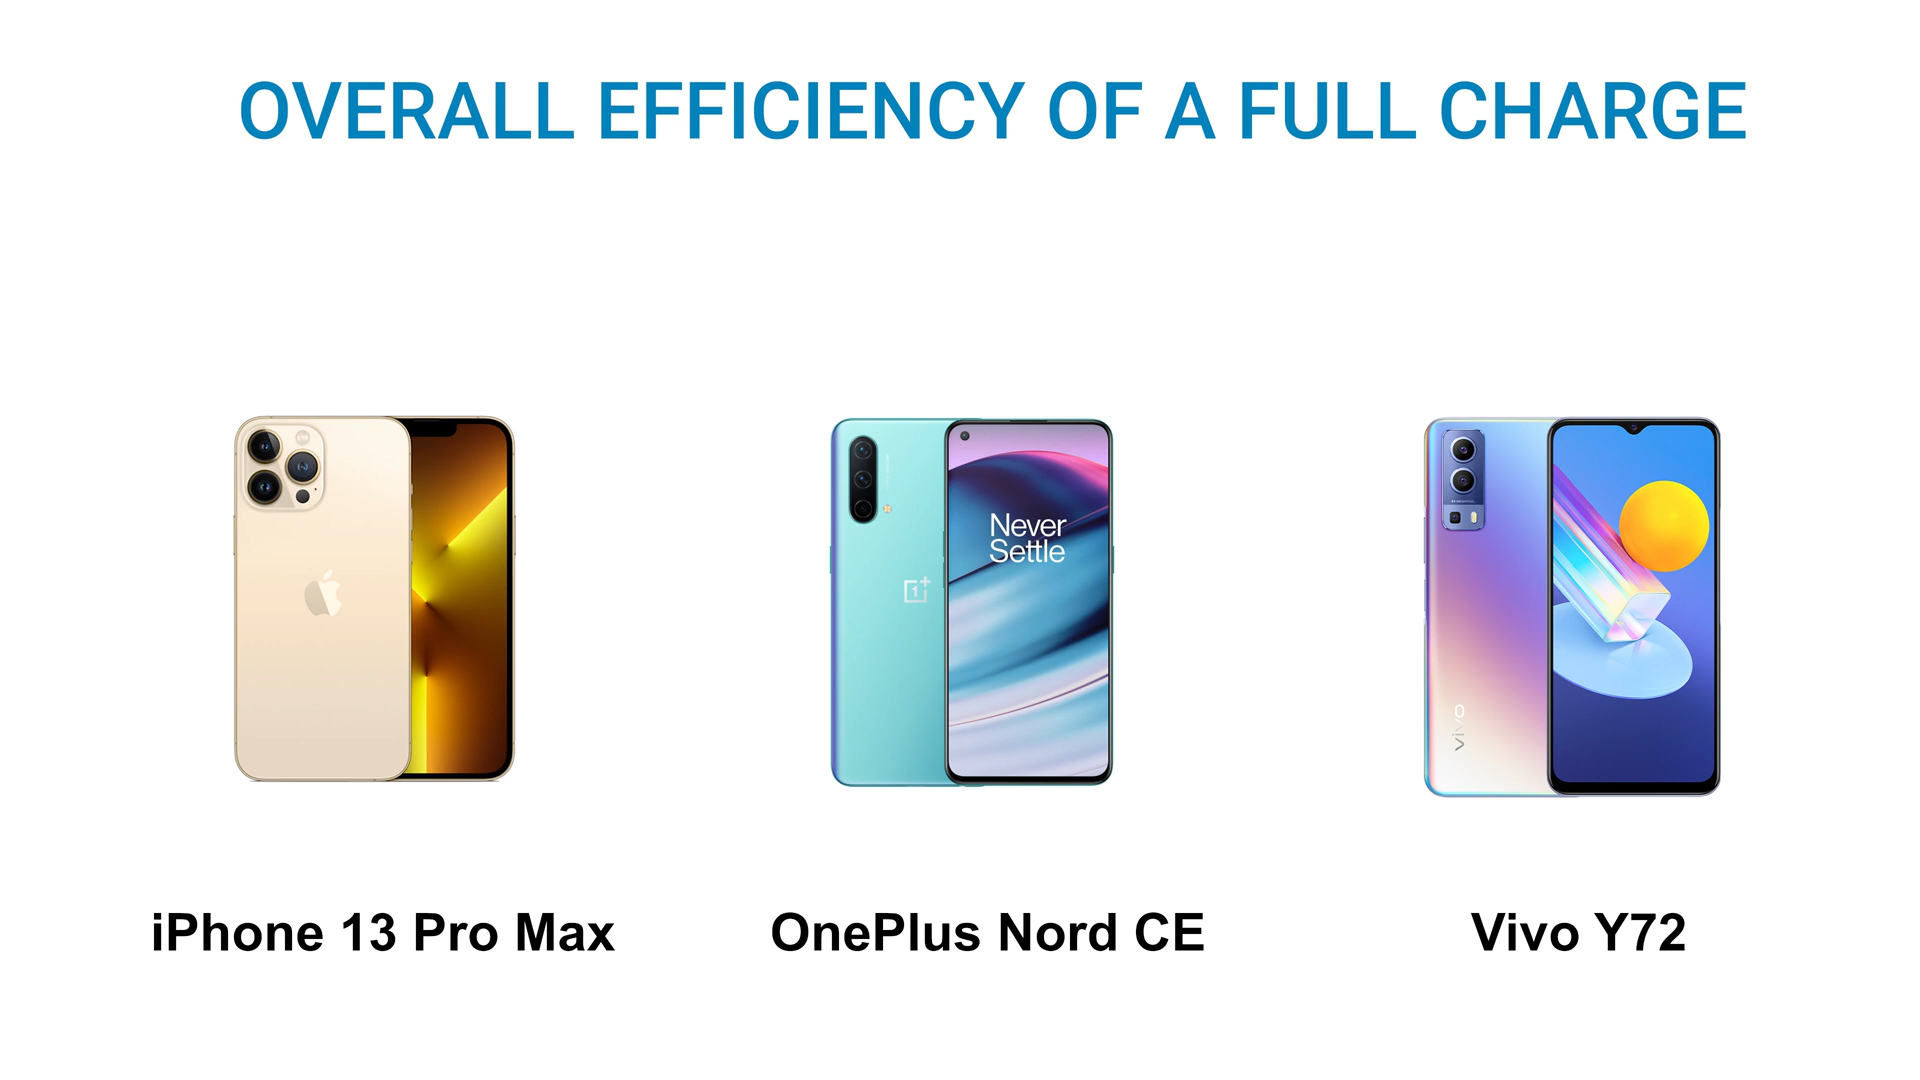 OVERALL EFFICIENCY OF A FULL CHARGE
Never
Settle
vivo
iPhone 13 Pro Max
OnePlus Nord CE
Vivo Y72